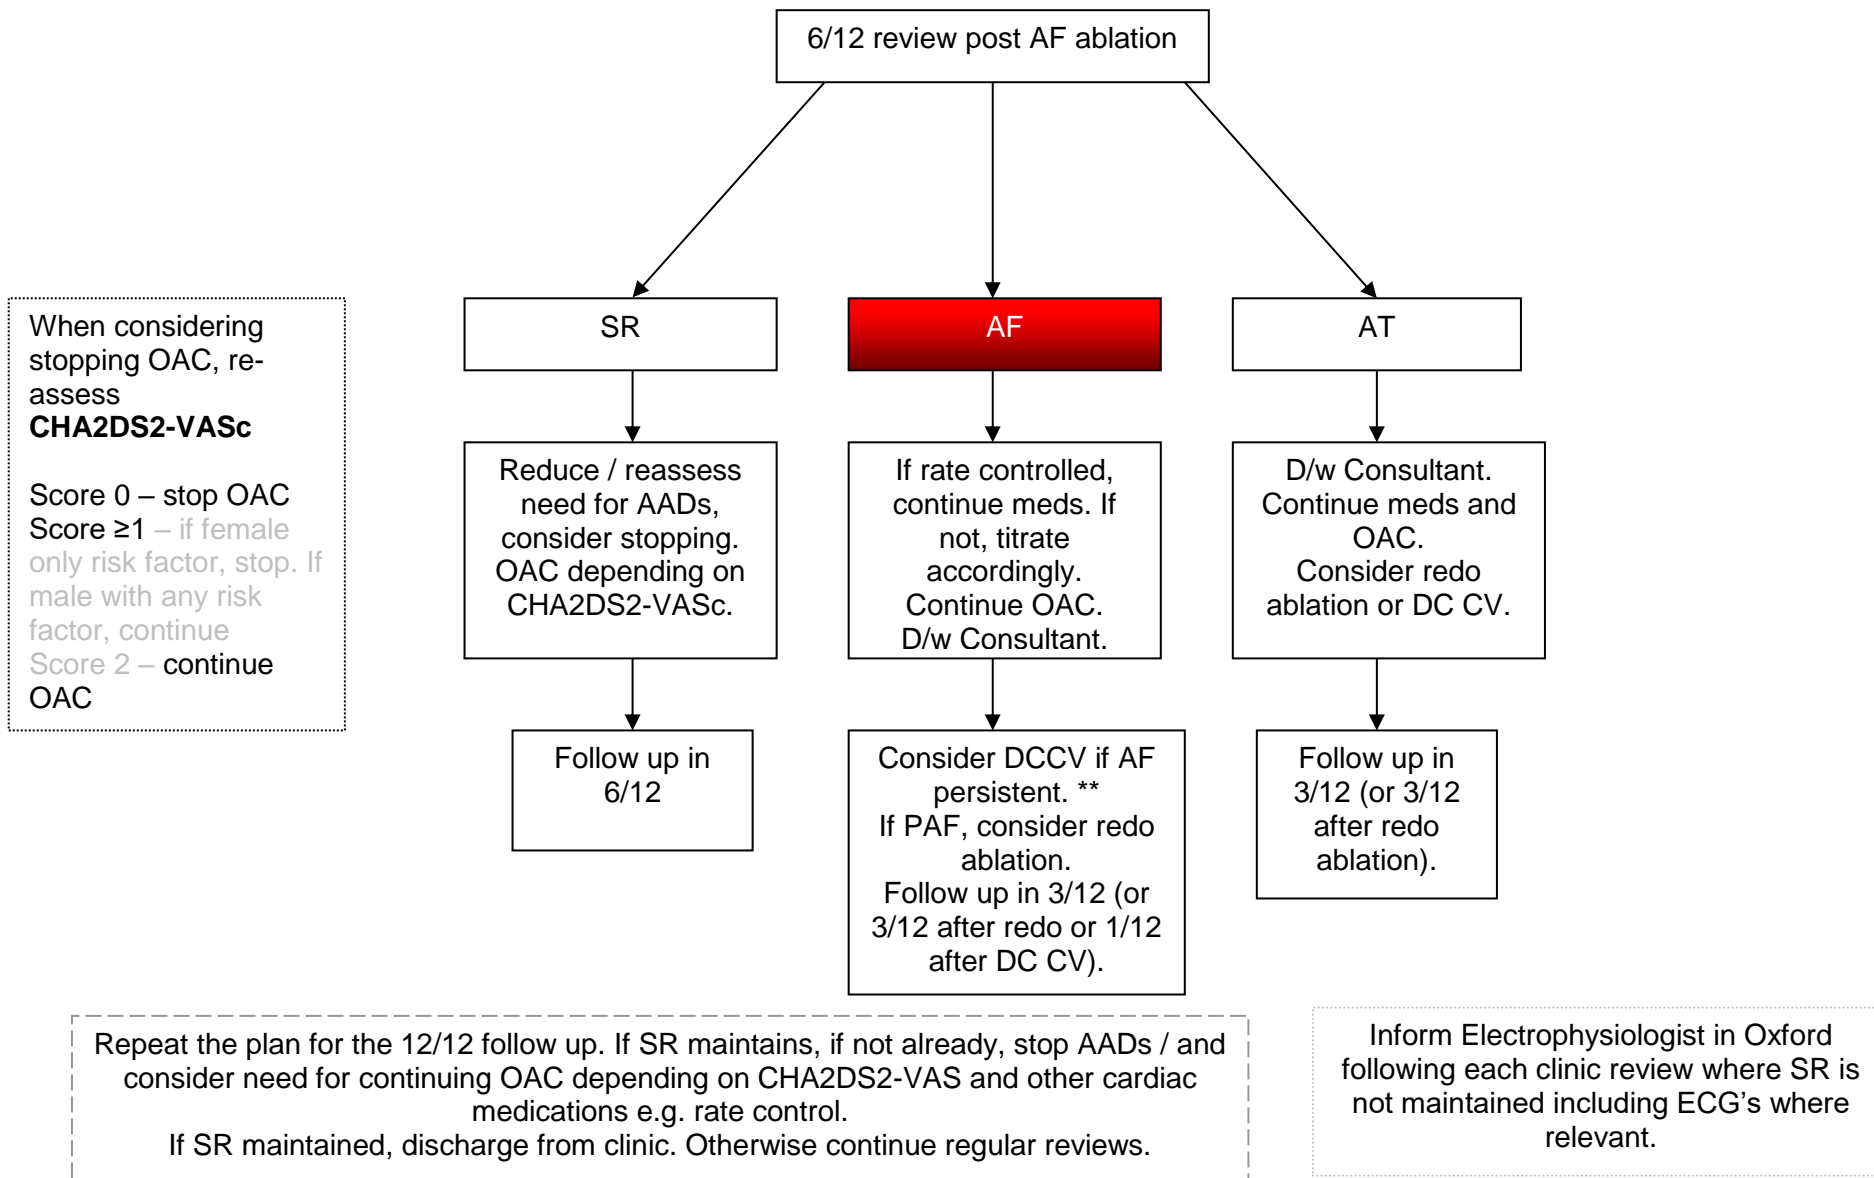 6/12 review post AF ablation
When considering
stopping OAC, re-
assess
CHA2DS2-VASc
Score 0 – stop OAC
Score ≥1 – if female
only risk factor, stop. If
male with any risk
factor, continue
Score 2 – continue
OAC
SR
Reduce / reassess
need for AADs,
consider stopping.
OAC depending on
CHA2DS2-VASc.
Follow up in
6/12
AF
If rate controlled,
continue meds. If
not, titrate
accordingly.
Continue OAC.
D/w Consultant.
Consider DCCV if AF
persistent. **
If PAF, consider redo
ablation.
Follow up in 3/12 (or
3/12 after redo or 1/12
after DC CV).
AT
D/w Consultant.
Continue meds and
OAC.
Consider redo
ablation or DC CV.
Follow up in
3/12 (or 3/12
after redo
ablation).
Repeat the plan for the 12/12 follow up. If SR maintains, if not already, stop AADs / and
consider need for continuing OAC depending on CHA2DS2-VAS and other cardiac
medications e.g. rate control.
If SR maintained, discharge from clinic. Otherwise continue regular reviews.
Inform Electrophysiologist in Oxford
following each clinic review where SR is
not maintained including ECG's where
relevant.